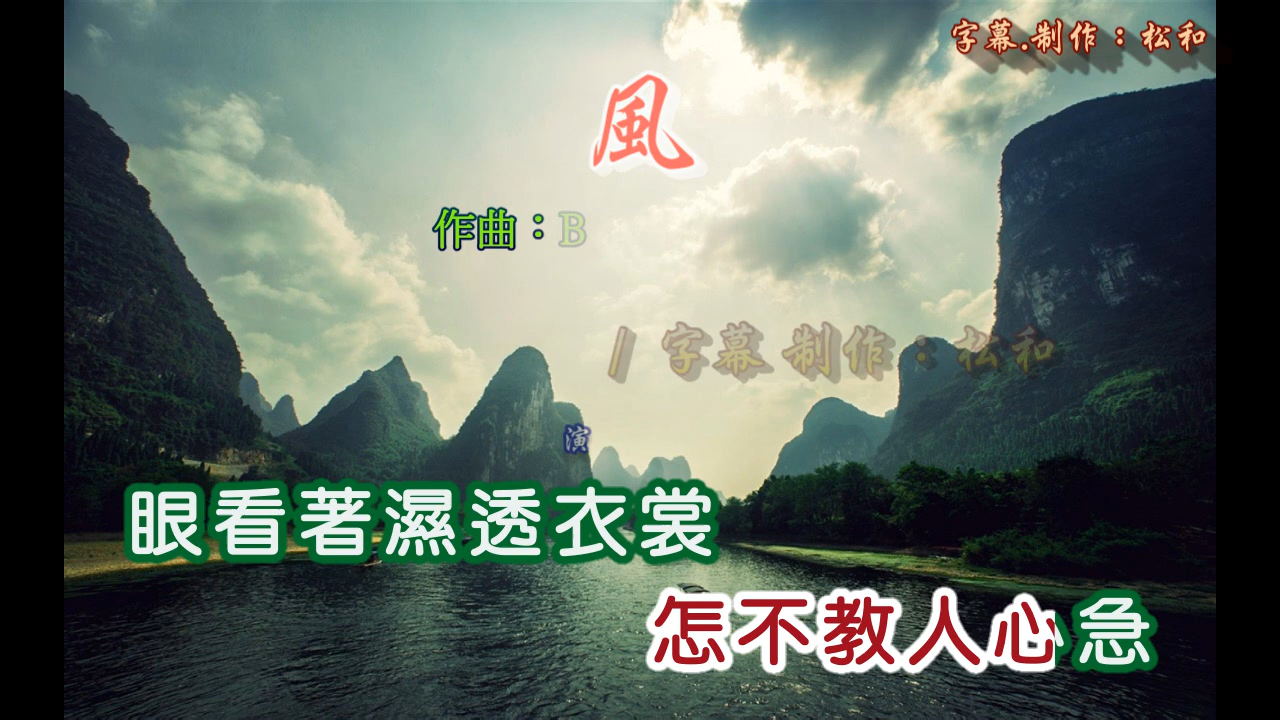 字幕.制作：松和
風
作曲：B
/ 字幕 制作：松和
演
眼看著濕透衣裳
怎不教人心急